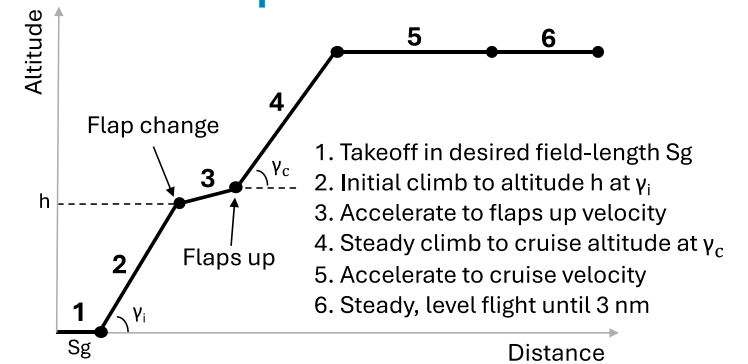 Altitude
5
6
4
Flap change
γc
3
1. Takeoff in desired field-length Sg
2. Initial climb to altitude h at γi
h
3. Accelerate to flaps up velocity
4. Steady climb to cruise altitude at γc
Flaps up
2
5. Accelerate to cruise velocity
6. Steady, level flight until 3 nm
1
γi
Sg
Distance